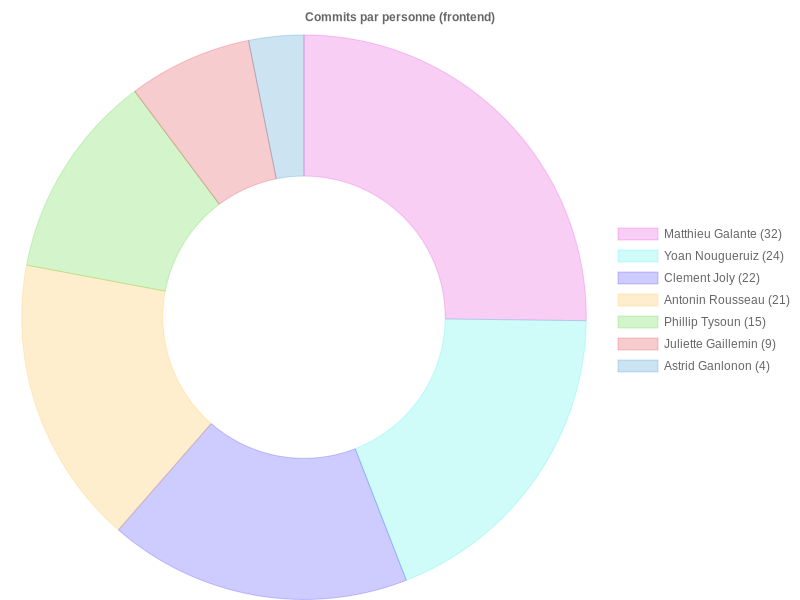 Commits par personne (frontend)
Matthieu Galante (32)
Yoan Nougueruiz (24)
Clement Joly (22)
Antonin Rousseau (21)
Phillip Tysoun (15)
Juliette Gaillemin (9)
Astrid Ganlonon (4)